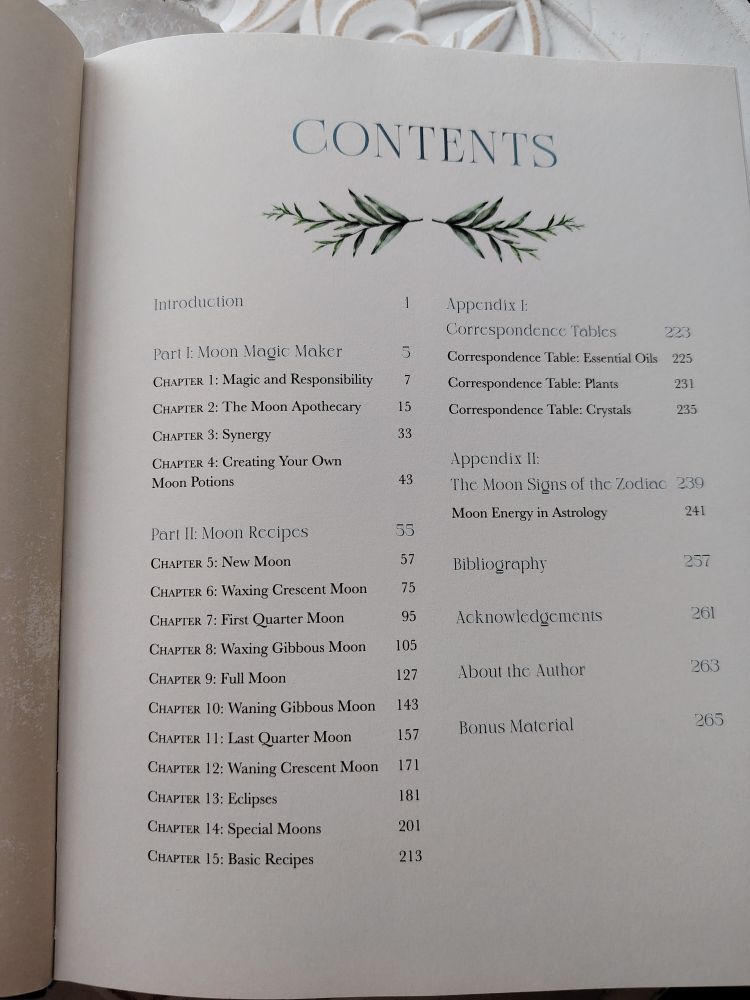 CONTENTS
Introduction 1
Part I: Moon Magic Maker 5
CHAPTER 1: Magic and Responsibility 7
CHAPTER 2: The Moon Apothecary 15
CHAPTER 3: Synergy 33
CHAPTER 4: Creating Your Own
Moon Potions 43
Part II: Moon Recipes 55
CHAPTER 5: New Moon 57
CHAPTER 6: Waxing Crescent Moon 75
CHAPTER 7: First Quarter Moon 95
CHAPTER 8: Waxing Gibbous Moon 105
CHAPTER 9: Full Moon 127
CHAPTER 10: Waning Gibbous Moon 143
CHAPTER 11: Last Quarter Moon 157
CHAPTER 12: Waning Crescent Moon 171
CHAPTER 13: Eclipses 181
CHAPTER 14: Special Moons 201
CHAPTER 15: Basic Recipes 213
Appendix I:
Correspondence Tables 223
Correspondence Table: Essential Oils 225
Correspondence Table: Plants 231
Correspondence Table: Crystals 235
Appendix II:
The Moon Signs of the Zodiac 239
Moon Energy in Astrology 241
Bibliography 257
Acknowledgements 261
About the Author 263
Bonus Material 265